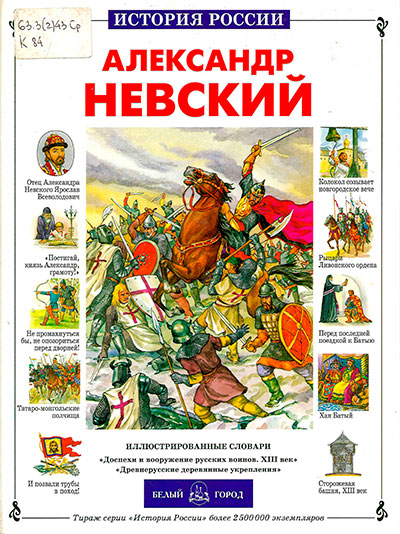 ИСТОРИЯ РОССИИ
63.3(2)43 Ср
К 84
АЛЕКСАНДР
НЕВСКИЙ
Отец Александра
Невского Ярослав
Всеволодович
«Постигай,
князь Александр,
грамоту!»
Не промахнуться
бы, не опозориться
перед дворней!
Татаро-монгольские
полчища
И позвали трубы
в поход!
Колокол созывает
новгородское вече
Рыцари
Ливонского ордена
Перед последней
поездкой к Батыю
Хан Батый
Сторожевая
башня, XIII век
ИЛЛЮСТРИРОВАННЫЕ СЛОВАРИ
«Доспехи и вооружение русских воинов. XIII век»
«Древнерусские деревянные укрепления»
БЕЛЫЙ ГОРОД
Тираж серии «История России» более 2 500 000 экземпляров